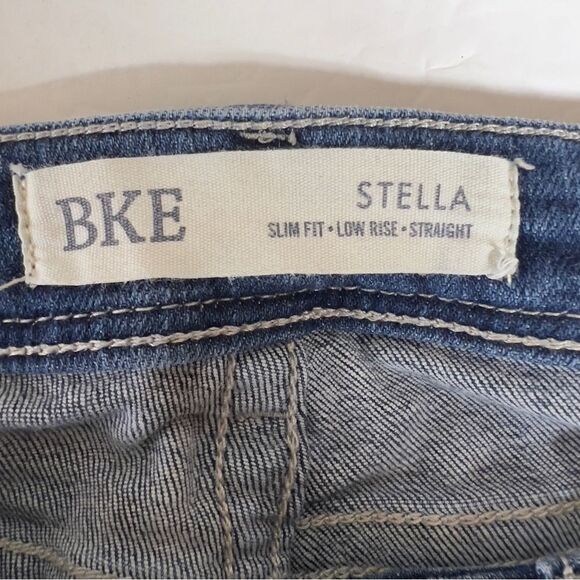 BKE
STELLA
SLIM FIT • LOW RISE • STRAIGHT